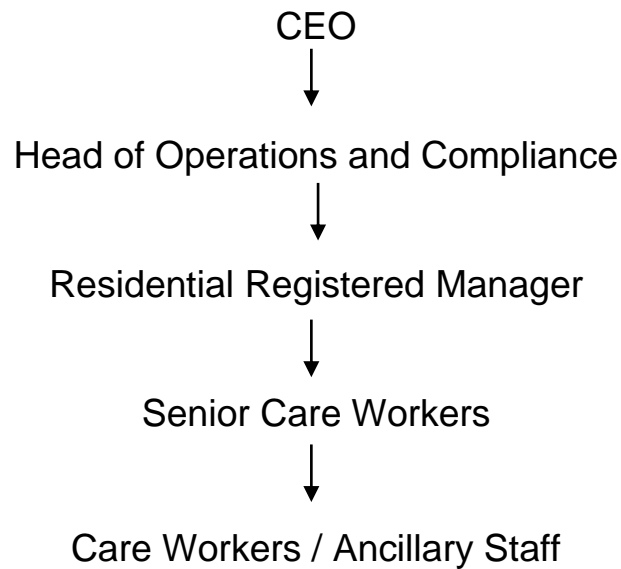 CEO
Head of Operations and Compliance
Residential Registered Manager
Senior Care Workers
Care Workers / Ancillary Staff